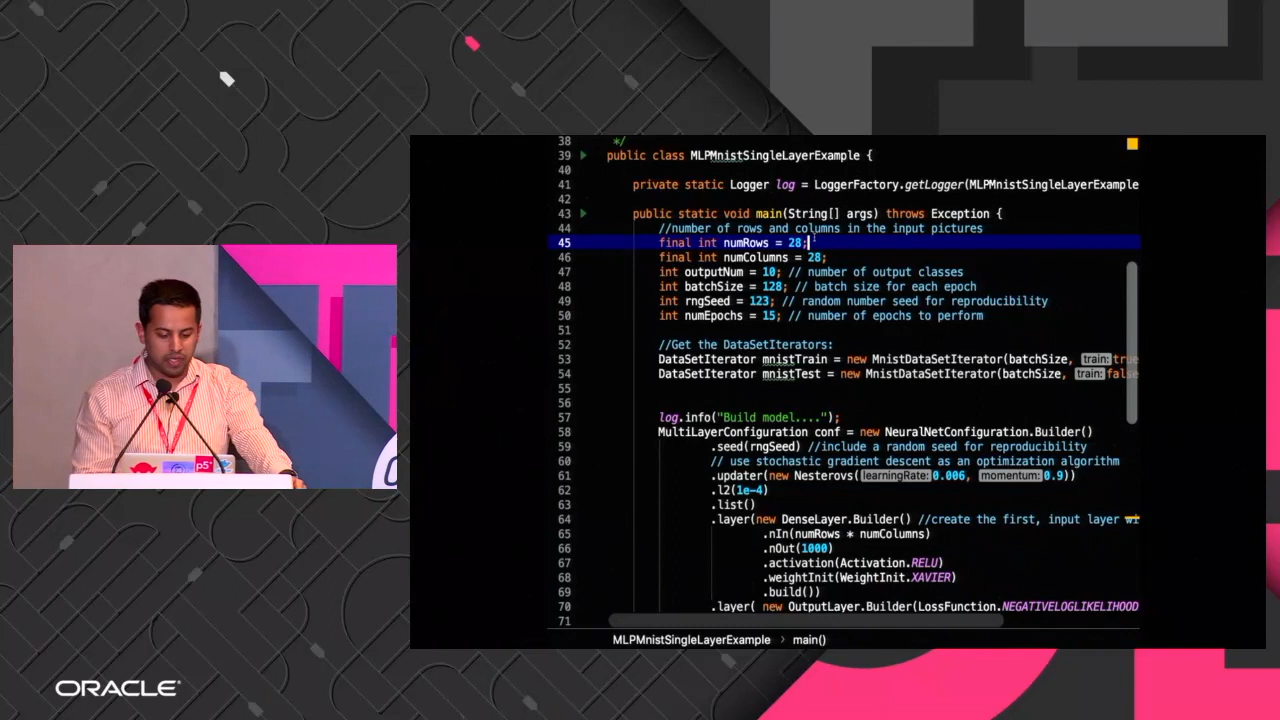 38 */
39 public class MLPMnistSingleLayerExample {
40
41 private static Logger log = LoggerFactory.getLogger(MLPMnistSingleLayerExample
42
43 public static void main(String[] args) throws Exception {
44 //number of rows and columns in the input pictures
45 final int numRows = 28;
46 final int numColumns = 28;
47 int outputNum = 10; // number of output classes
48 int batchSize = 128; // batch size for each epoch
49 int rngSeed = 123; // random number seed for reproducibility
50 int numEpochs = 15; // number of epochs to perform
51
52 //Get the DataSetIterators:
53 DataSetIterator mnistTrain = new MnistDataSetIterator(batchSize, train: true
54 DataSetIterator mnistTest = new MnistDataSetIterator(batchSize, train: false
55
56
57 log.info("Build model....");
58 MultiLayerConfiguration conf = new NeuralNetConfiguration.Builder()
59 .seed(rngSeed) //include a random seed for reproducibility
60 // use stochastic gradient descent as an optimization algorithm
61 .updater(new Nesterovs( learningRate: 0.006, momentum: 0.9))
62 .l2(1e-4)
63 .list()
64 .layer(new DenseLayer.Builder() //create the first, input layer wi
65 .nIn(numRows * numColumns)
66 .nOut(1000)
67 .activation(Activation.RELU)
68 .weightInit(WeightInit.XAVIER)
69 .build())
70 .layer( new OutputLayer.Builder(LossFunction.NEGATIVELOGLIKELIHOOD
71
MLPMnistSingleLayerExample › main()
p5*
ORACLE®